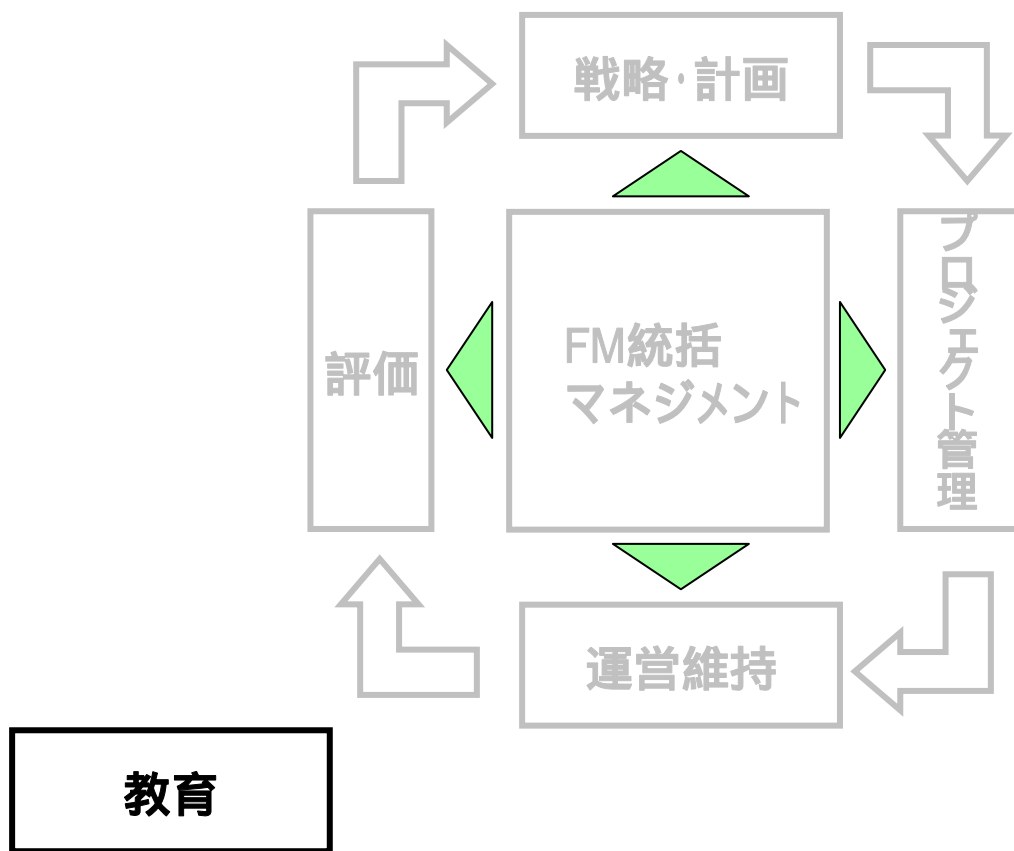 戦略・計画
評価
FM統括
マネジメント
プロジェクト管理
運営維持
教育